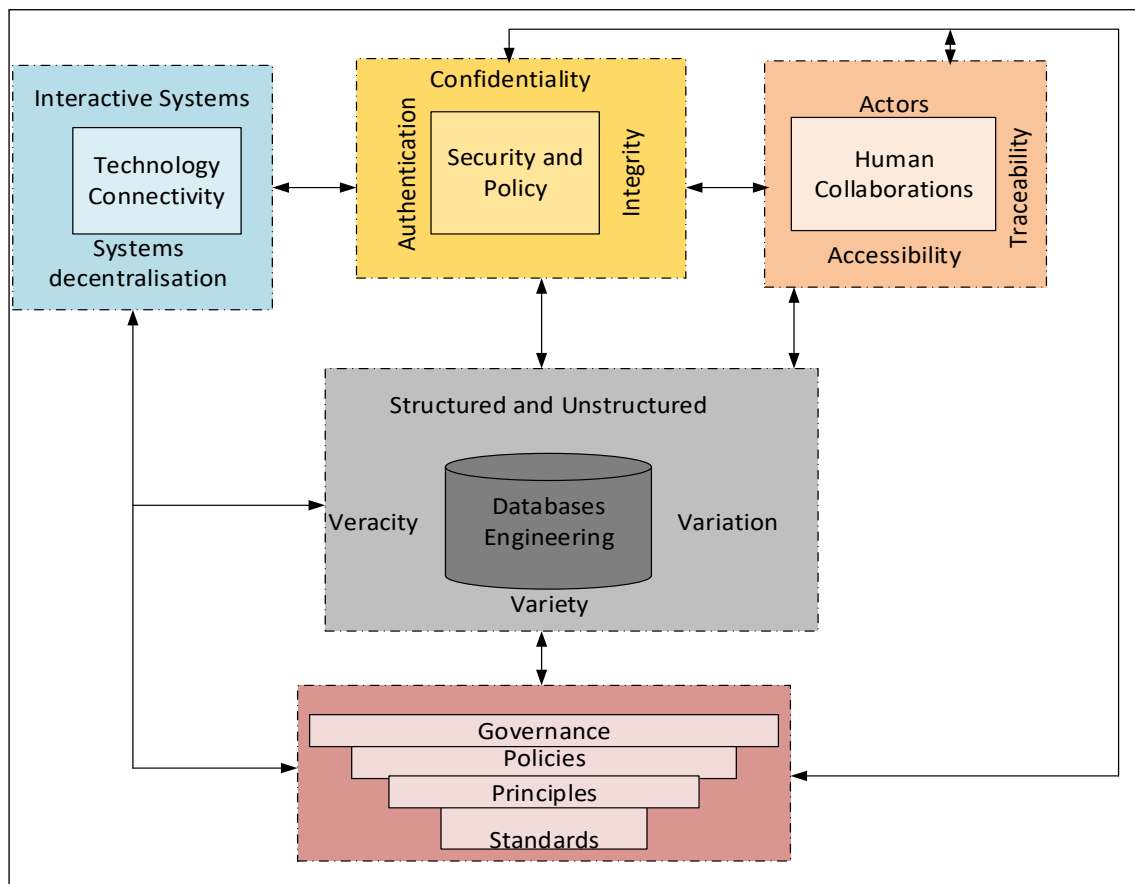 Interactive Systems
Technology
Connectivity
Systems
decentralisation
Confidentiality
Authentication
Security and
Policy
Integrity
Actors
Human
Collaborations
Traceability
Accessibility
Structured and Unstructured
Veracity
Databases
Engineering
Variation
Variety
Governance
Policies
Principles
Standards